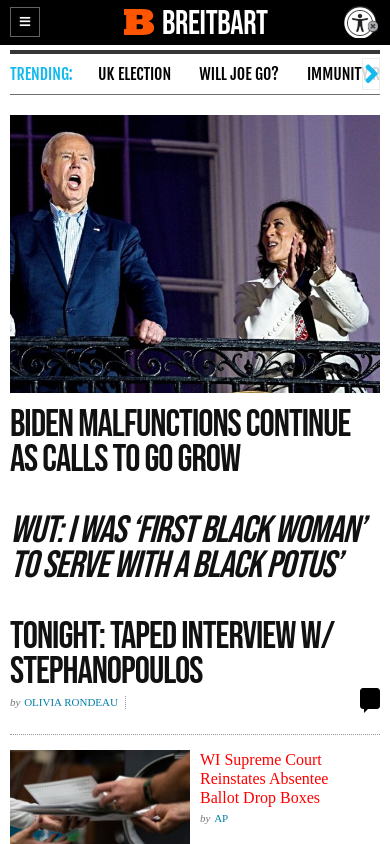 BREITBART
TRENDING: UK ELECTION WILL JOE GO?
BIDEN MALFUNCTIONS CONTINUE
AS CALLS TO GO GROW
WUT: I WAS ‘FIRST BLACK WOMAN’
TO SERVE WITH A BLACK POTUS’
TONIGHT: TAPED INTERVIEW W/
STEPHANOPOULOS
by OLIVIA RONDEAU
WI Supreme Court
Reinstates Absentee
Ballot Drop Boxes
by AP